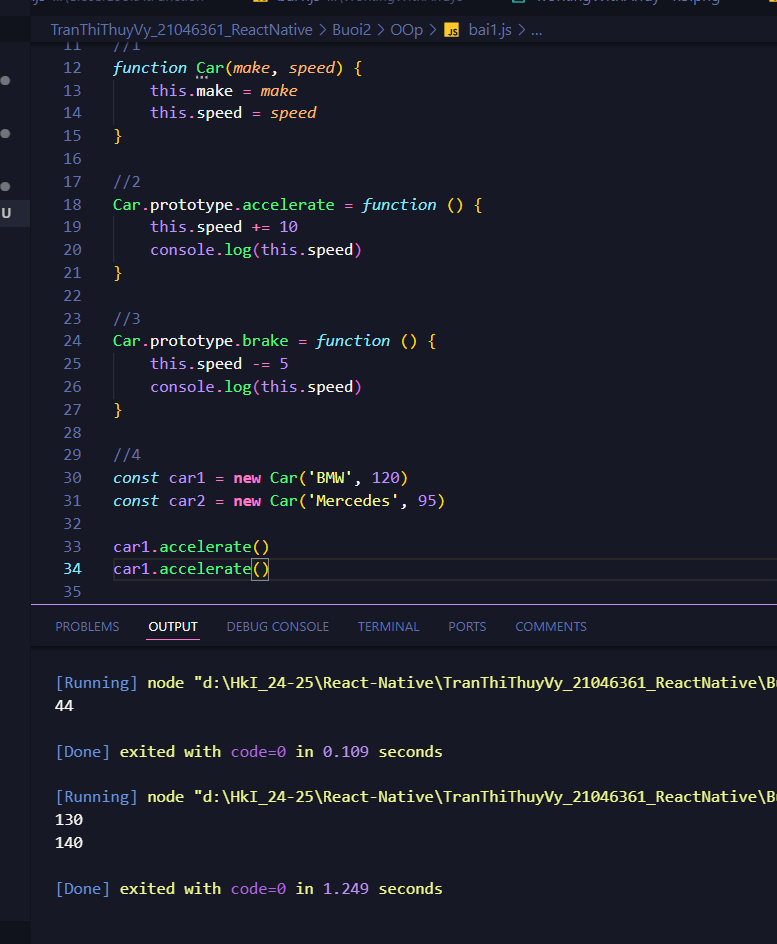 TranThiThuyVy_21046361_ReactNative > Buoi2 > OOp > JS bai1.js > ...
11 //1
12 function Car(make, speed) {
13 this.make = make
14 this.speed = speed
15 }
16
17 //2
18 Car.prototype.accelerate = function () {
19 this.speed += 10
20 console.log(this.speed)
21 }
22
23 //3
24 Car.prototype.brake = function () {
25 this.speed -= 5
26 console.log(this.speed)
27 }
28
29 //4
30 const car1 = new Car('BMW', 120)
31 const car2 = new Car('Mercedes', 95)
32
33 car1.accelerate()
34 car1.accelerate()
35
U
PROBLEMS OUTPUT DEBUG CONSOLE TERMINAL PORTS COMMENTS
[Running] node "d:\HkI_24-25\React-Native\TranThiThuyVy_21046361_ReactNative\Bu
44
[Done] exited with code=0 in 0.109 seconds
[Running] node "d:\HkI_24-25\React-Native\TranThiThuyVy_21046361_ReactNative\Bu
130
140
[Done] exited with code=0 in 1.249 seconds